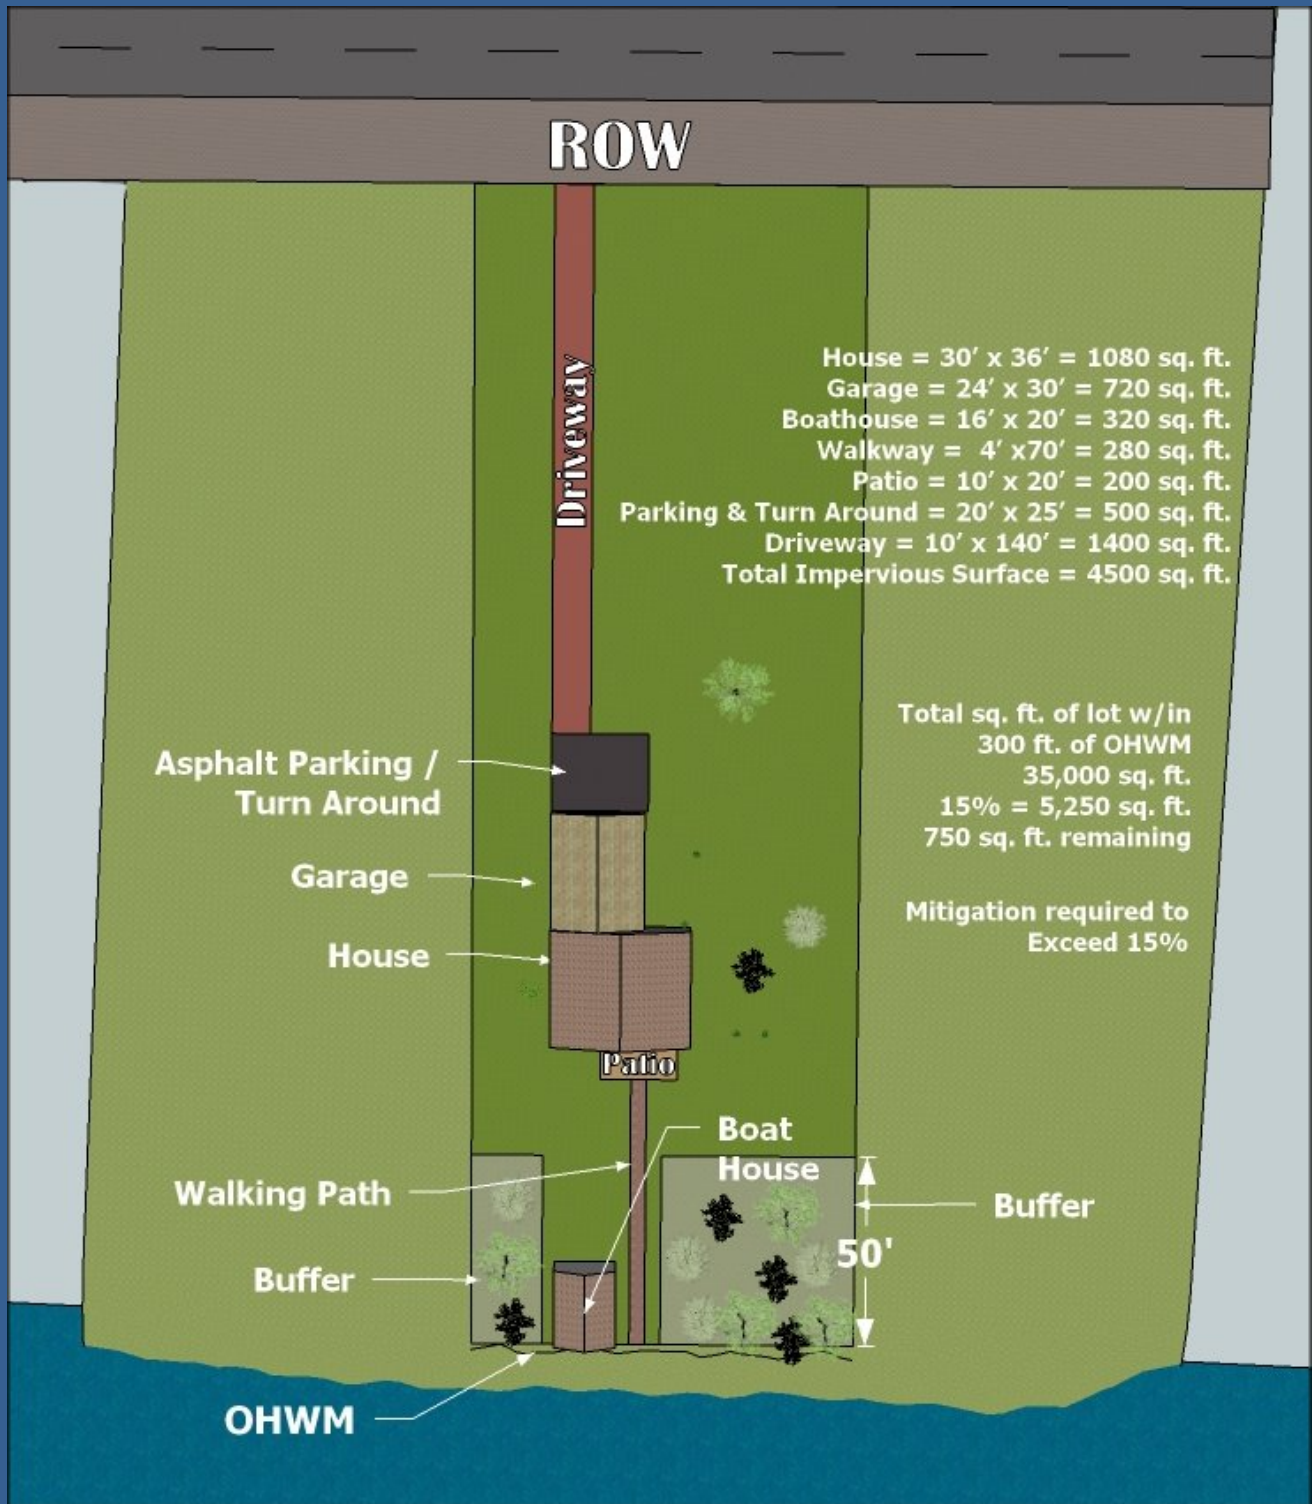 ROW
Driveway
House = 30' x 36' = 1080 sq. ft.
Garage = 24' x 30' = 720 sq. ft.
Boathouse = 16' x 20' = 320 sq. ft.
Walkway =  4' x70' = 280 sq. ft.
Patio = 10' x 20' = 200 sq. ft.
Parking & Turn Around = 20' x 25' = 500 sq. ft.
Driveway = 10' x 140' = 1400 sq. ft.
Total Impervious Surface = 4500 sq. ft.
Total sq. ft. of lot w/in
300 ft. of OHWM
35,000 sq. ft.
15% = 5,250 sq. ft.
750 sq. ft. remaining
Mitigation required to
Exceed 15%
Asphalt Parking /
Turn Around
Garage
House
Patio
Boat
House
Walking Path
Buffer
50'
Buffer
OHWM